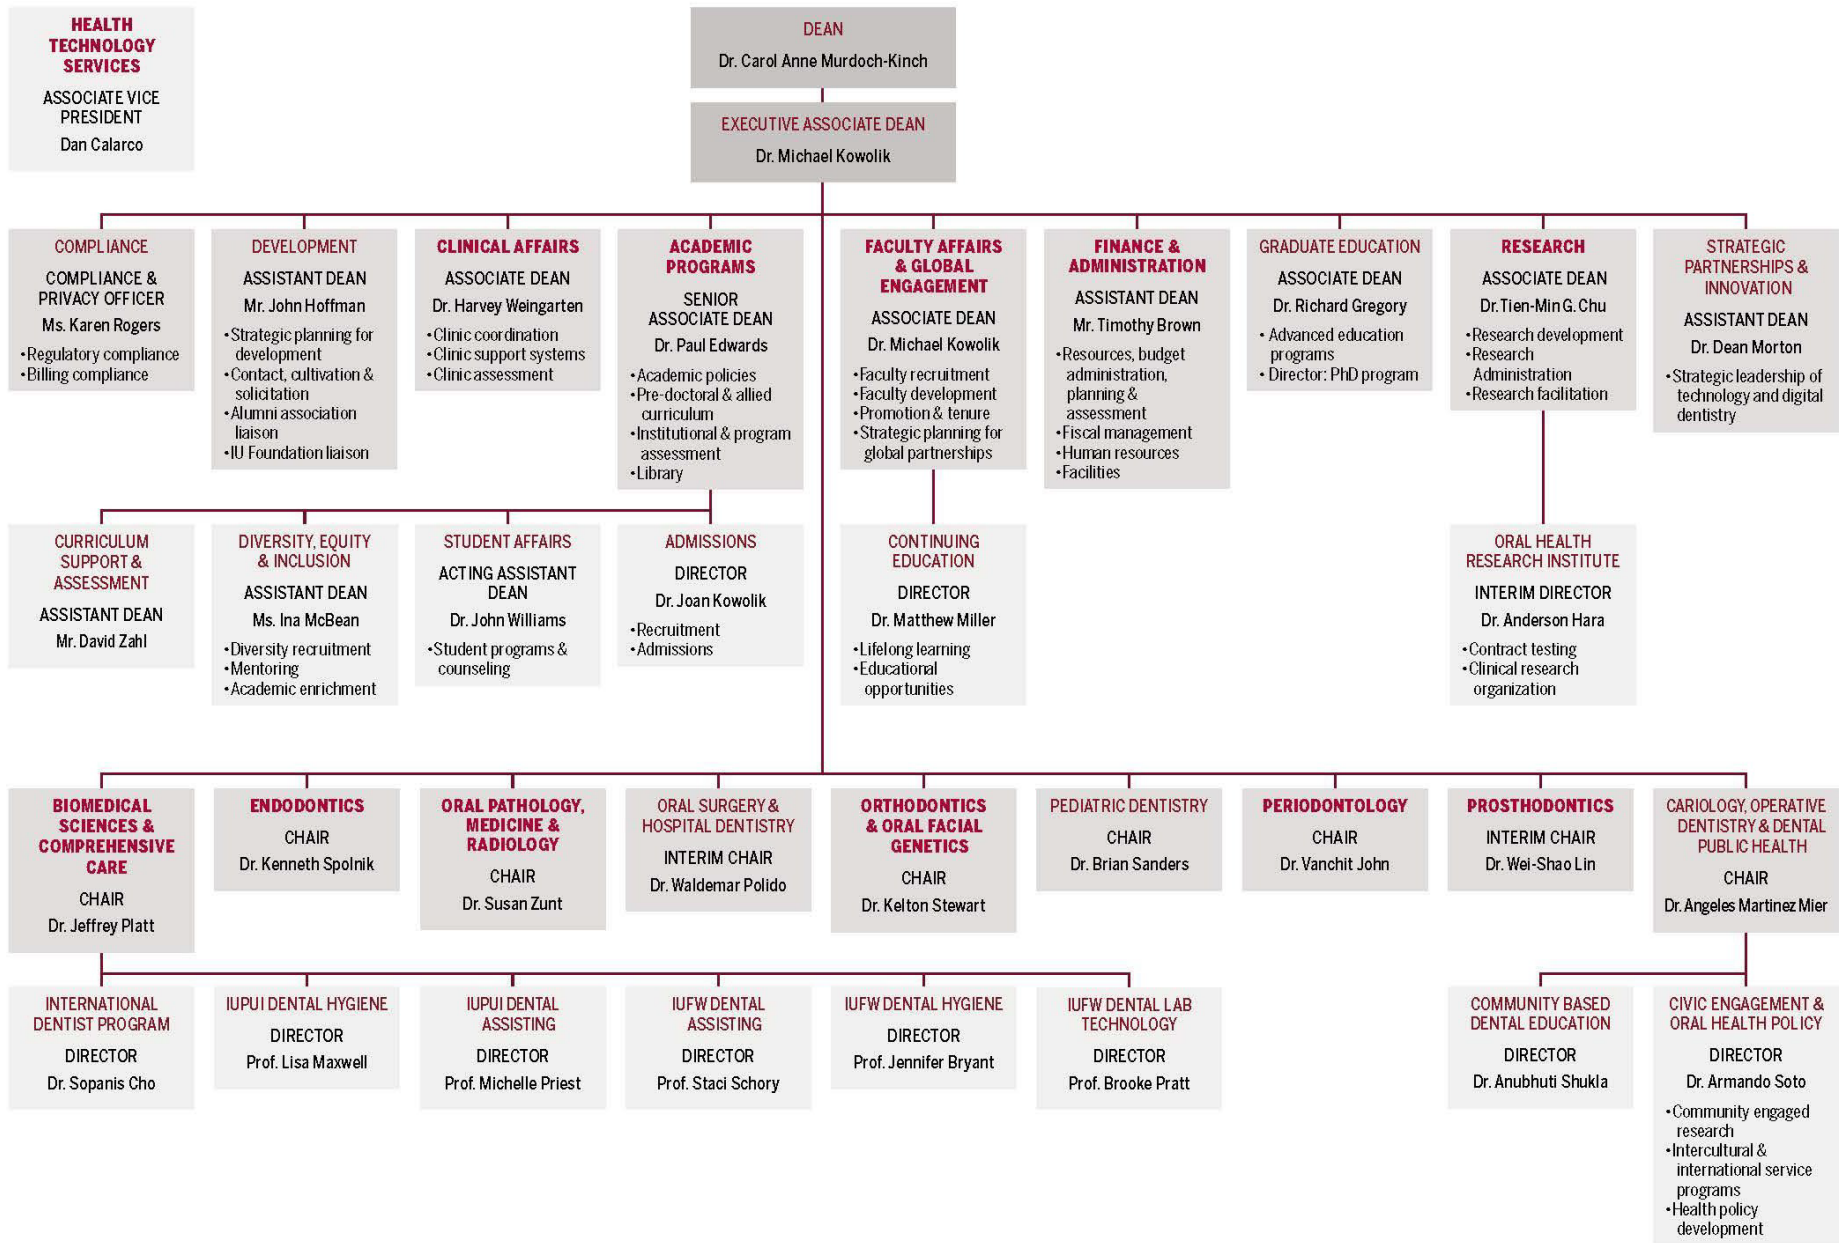 HEALTH
TECHNOLOGY
SERVICES
ASSOCIATE VICE
PRESIDENT
Dan Calarco
DEAN
Dr. Carol Anne Murdoch-Kinch
EXECUTIVE ASSOCIATE DEAN
Dr. Michael Kowolik
COMPLIANCE
COMPLIANCE &
PRIVACY OFFICER
Ms. Karen Rogers
•Regulatory compliance
•Billing compliance
DEVELOPMENT
ASSISTANT DEAN
Mr. John Hoffman
•Strategic planning for
development
•Contact, cultivation &
solicitation
•Alumni association
liaison
•IU Foundation liaison
CLINICAL AFFAIRS
ASSOCIATE DEAN
Dr. Harvey Weingarten
•Clinic coordination
•Clinic support systems
•Clinic assessment
ACADEMIC
PROGRAMS
SENIOR
ASSOCIATE DEAN
Dr. Paul Edwards
•Academic policies
•Pre-doctoral & allied
curriculum
•Institutional & program
assessment
•Library
FACULTY AFFAIRS
& GLOBAL
ENGAGEMENT
ASSOCIATE DEAN
Dr. Michael Kowolik
•Faculty recruitment
•Faculty development
•Promotion & tenure
•Strategic planning for
global partnerships
FINANCE &
ADMINISTRATION
ASSISTANT DEAN
Mr. Timothy Brown
•Resources, budget
administration,
planning &
assessment
•Fiscal management
•Human resources
•Facilities
GRADUATE EDUCATION
ASSOCIATE DEAN
Dr. Richard Gregory
• Advanced education
programs
• Director: PhD program
RESEARCH
ASSOCIATE DEAN
Dr. Tien-Min G. Chu
•Research development
•Research
Administration
•Research facilitation
STRATEGIC
PARTNERSHIPS &
INNOVATION
ASSISTANT DEAN
Dr. Dean Morton
•Strategic leadership of
technology and digital
dentistry
CURRICULUM
SUPPORT &
ASSESSMENT
ASSISTANT DEAN
Mr. David Zahl
DIVERSITY, EQUITY
& INCLUSION
ASSISTANT DEAN
Ms. Ina McBean
•Diversity recruitment
•Mentoring
•Academic enrichment
STUDENT AFFAIRS
ACTING ASSISTANT
DEAN
Dr. John Williams
•Student programs &
counseling
ADMISSIONS
DIRECTOR
Dr. Joan Kowolik
•Recruitment
•Admissions
CONTINUING
EDUCATION
DIRECTOR
Dr. Matthew Miller
•Lifelong learning
•Educational
opportunities
ORAL HEALTH
RESEARCH INSTITUTE
INTERIM DIRECTOR
Dr. Anderson Hara
•Contract testing
•Clinical research
organization
BIOMEDICAL
SCIENCES &
COMPREHENSIVE
CARE
CHAIR
Dr. Jeffrey Platt
ENDODONTICS
CHAIR
Dr. Kenneth Spolnik
ORAL PATHOLOGY,
MEDICINE &
RADIOLOGY
CHAIR
Dr. Susan Zunt
ORAL SURGERY &
HOSPITAL DENTISTRY
INTERIM CHAIR
Dr. Waldemar Polido
ORTHODONTICS
& ORAL FACIAL
GENETICS
CHAIR
Dr. Kelton Stewart
PEDIATRIC DENTISTRY
CHAIR
Dr. Brian Sanders
PERIODONTOLOGY
CHAIR
Dr. Vanchit John
PROSTHODONTICS
INTERIM CHAIR
Dr. Wei-Shao Lin
CARIOLOGY, OPERATIVE
DENTISTRY & DENTAL
PUBLIC HEALTH
CHAIR
Dr. Angeles Martinez Mier
INTERNATIONAL
DENTIST PROGRAM
DIRECTOR
Dr. Sopanis Cho
IUPUI DENTAL HYGIENE
DIRECTOR
Prof. Lisa Maxwell
IUPUI DENTAL
ASSISTING
DIRECTOR
Prof. Michelle Priest
IUFW DENTAL
ASSISTING
DIRECTOR
Prof. Staci Schory
IUFW DENTAL HYGIENE
DIRECTOR
Prof. Jennifer Bryant
IUFW DENTAL LAB
TECHNOLOGY
DIRECTOR
Prof. Brooke Pratt
COMMUNITY BASED
DENTAL EDUCATION
DIRECTOR
Dr. Anubhuti Shukla
CIVIC ENGAGEMENT &
ORAL HEALTH POLICY
DIRECTOR
Dr. Armando Soto
•Community engaged
research
•Intercultural &
international service
programs
•Health policy
development